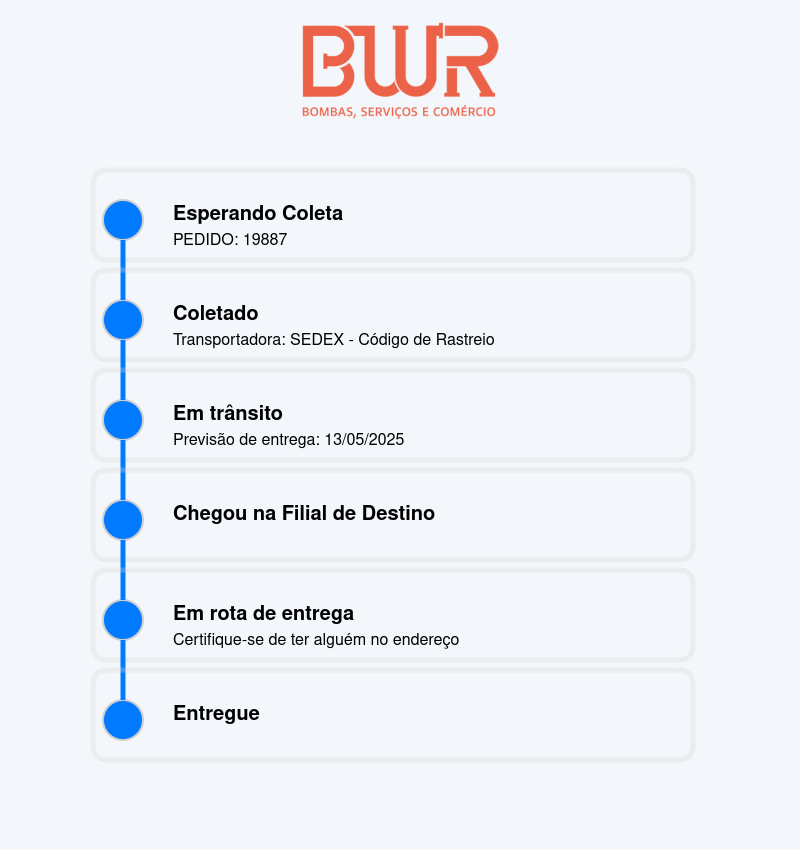 BWR
BOMBAS, SERVIÇOS E COMÉRCIO
Esperando Coleta
PEDIDO: 19887
Coletado
Transportadora: SEDEX - Código de Rastreio
Em trânsito
Previsão de entrega: 13/05/2025
Chegou na Filial de Destino
Em rota de entrega
Certifique-se de ter alguém no endereço
Entregue